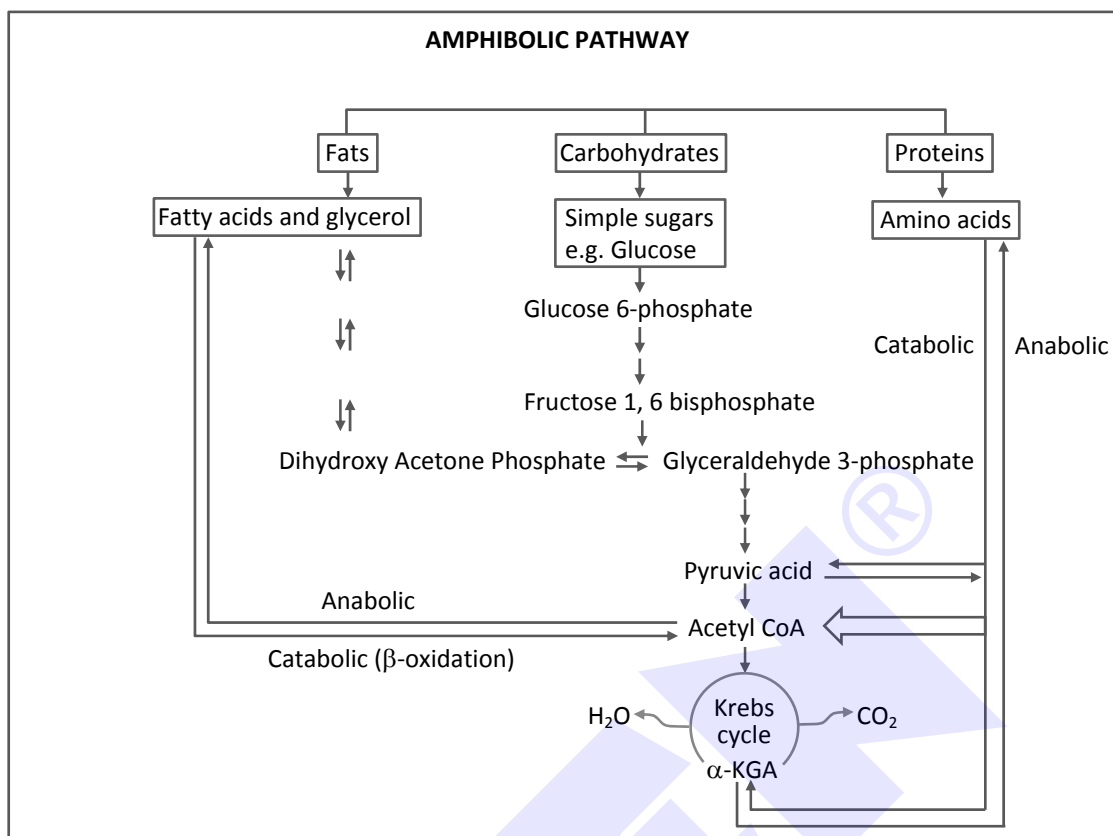 AMPHIBOLIC PATHWAY
Fats
Carbohydrates
Proteins
Fatty acids and glycerol
Simple sugars
e.g. Glucose
Amino acids
Glucose 6-phosphate
Catabolic
Anabolic
Fructose 1, 6 bisphosphate
Dihydroxy Acetone Phosphate
Glyceraldehyde 3-phosphate
®
Pyruvic acid
Anabolic
Acetyl CoA
Catabolic (β-oxidation)
H₂O
Krebs
cycle
CO₂
α-KGA